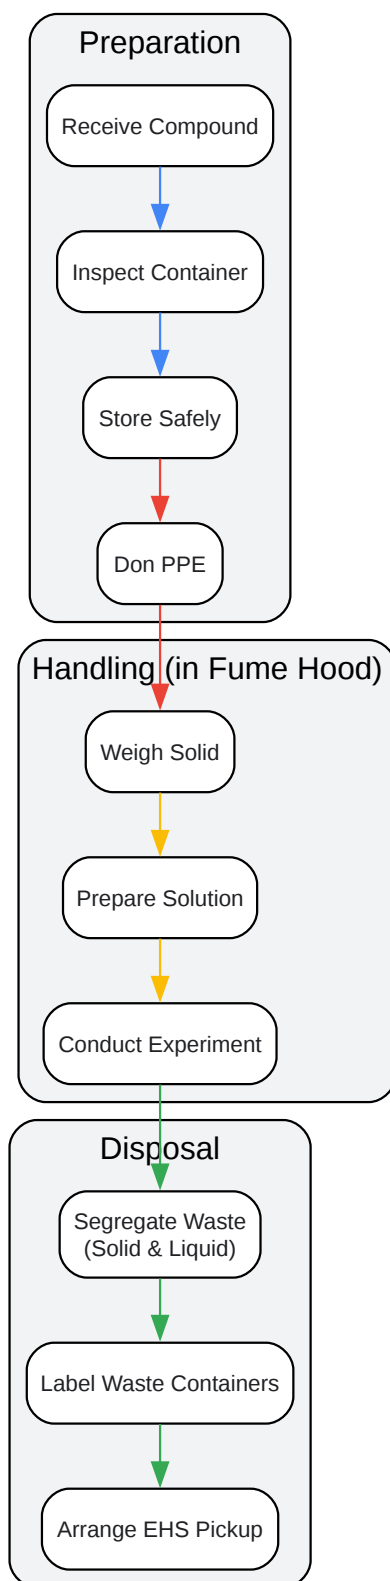 Preparation
Receive Compound
Inspect Container
Store Safely
Don PPE
Handling (in Fume Hood)
Weigh Solid
Prepare Solution
Conduct Experiment
Disposal
Segregate Waste
(Solid & Liquid)
Label Waste Containers
Arrange EHS Pickup